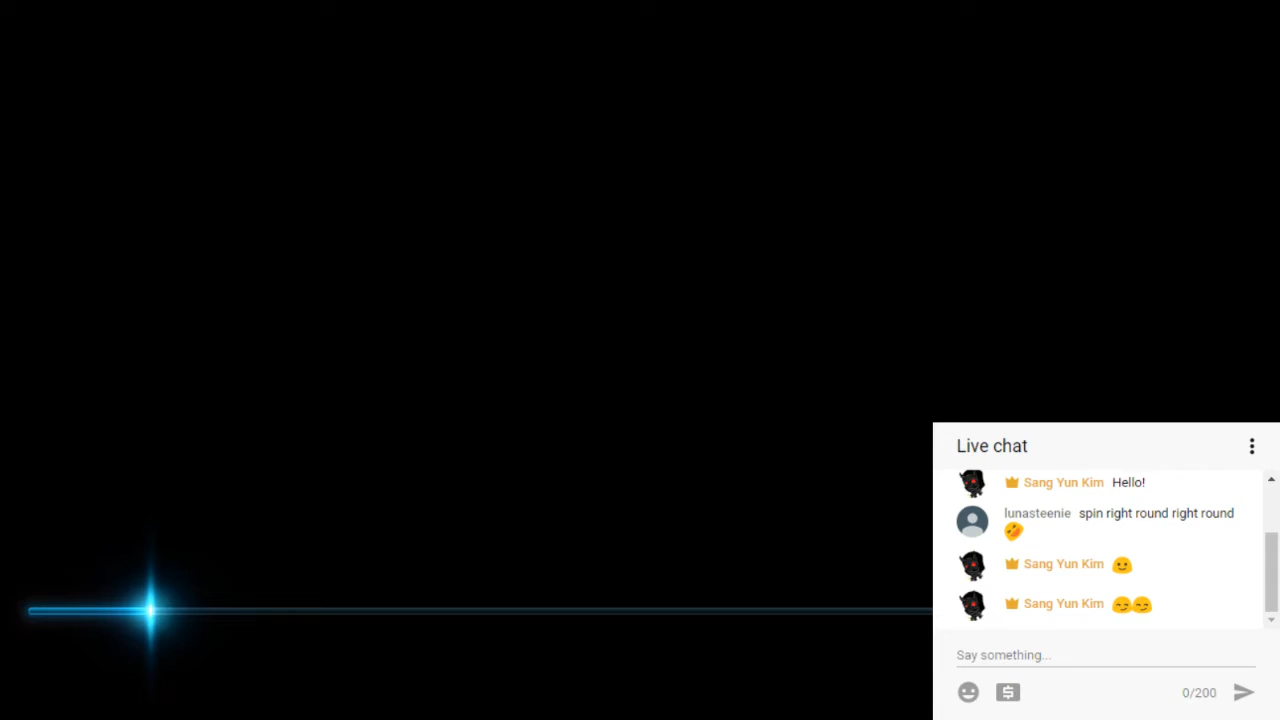 Live chat
Sang Yun Kim Hello!
lunasteenie spin right round right round
Sang Yun Kim
Sang Yun Kim
Say something...
0/200